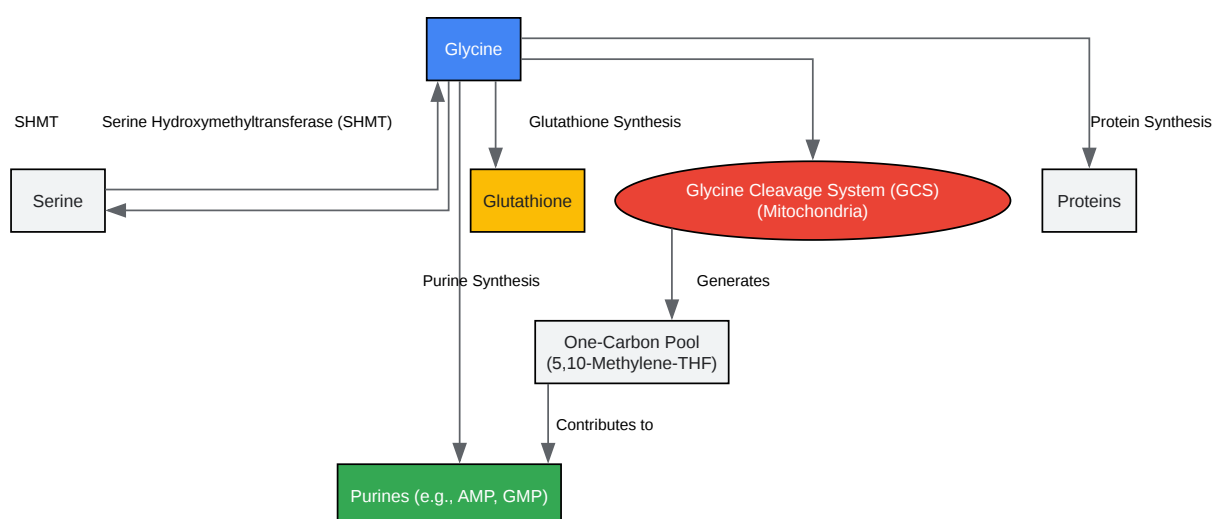 Glycine
SHMT
Serine Hydroxymethyltransferase (SHMT)
Glutathione Synthesis
Protein Synthesis
Serine
Glutathione
Glycine Cleavage System (GCS)
(Mitochondria)
Proteins
Purine Synthesis
Generates
One-Carbon Pool
(5,10-Methylene-THF)
Contributes to
Purines (e.g., AMP, GMP)